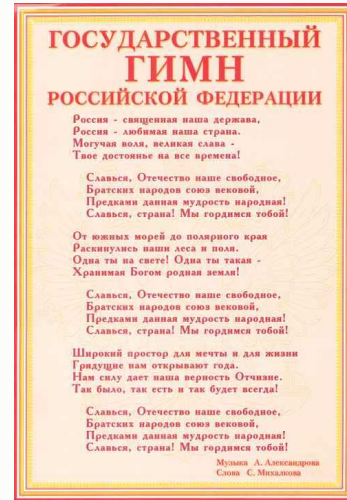 ГОСУДАРСТВЕННЫЙ
ГИМН
РОССИЙСКОЙ ФЕДЕРАЦИИ
Россия - священная наша держава,
Россия - любимая наша страна.
Могучая воля, великая слава -
Твое достоянье на все времена!
Славься, Отечество наше свободное,
Братских народов союз вековой,
Предками данная мудрость народная!
Славься, страна! Мы гордимся тобой!
От южных морей до полярного края
Раскинулись наши леса и поля.
Одна ты на свете! Одна ты такая -
Хранимая Богом родная земля!
Славься, Отечество наше свободное,
Братских народов союз вековой,
Предками данная мудрость народная!
Славься, страна! Мы гордимся тобой!
Широкий простор для мечты и для жизни
Грядущие нам открывают года.
Нам силу дает наша верность Отчизне.
Так было, так есть и так будет всегда!
Славься, Отечество наше свободное,
Братских народов союз вековой,
Предками данная мудрость народная!
Славься, страна! Мы гордимся тобой!
Музыка А. Александрова
Слова С. Михалкова